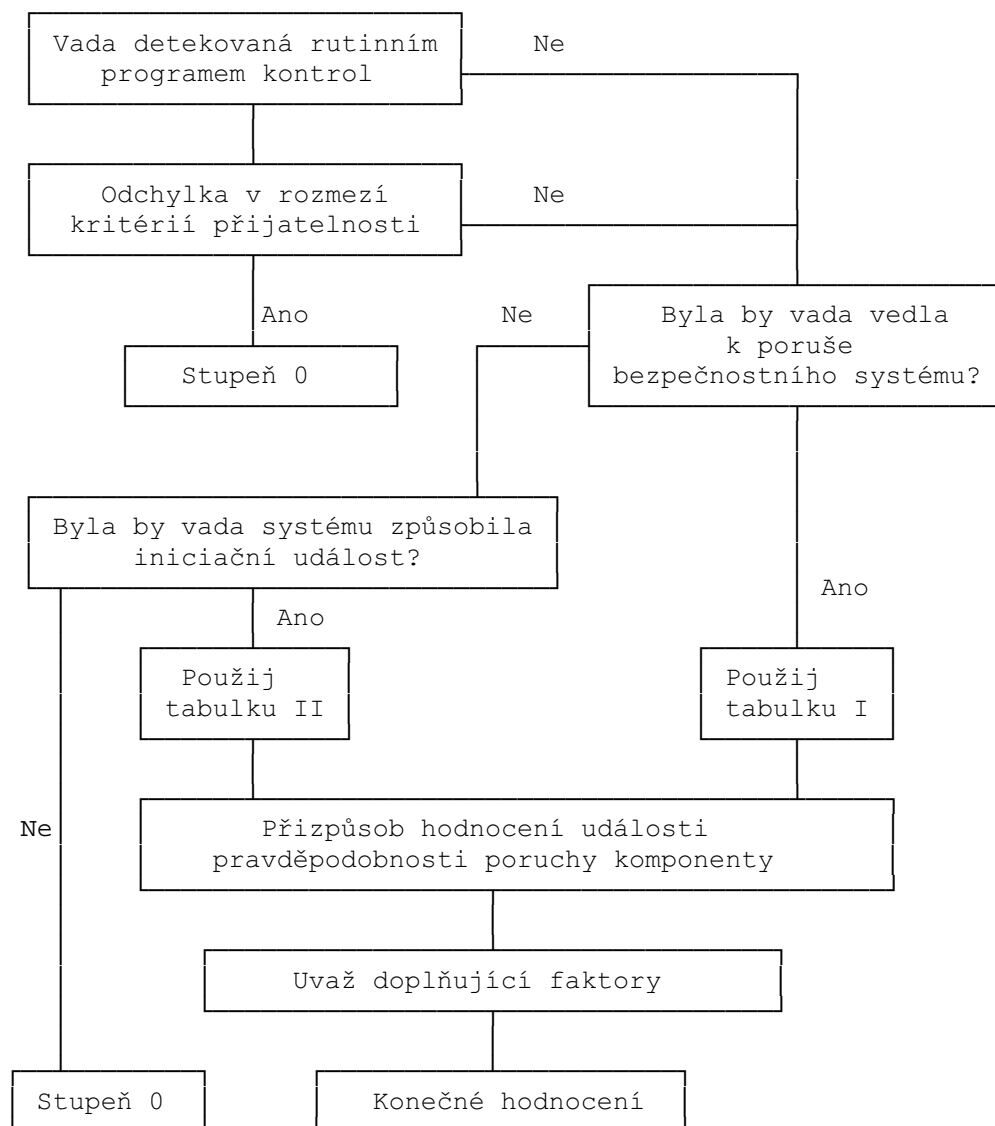 Vada detekovaná rutinním
programem kontrol
Ne
Odchylka v rozmezí
kritérií přijatelnosti
Ne
Ano
Ne
Byla by vada vedla
k poruše
bezpečnostního systému?
Stupeň 0
Byla by vada systému způsobila
iniciační událost?
Ano
Ano
Použij
tabulku II
Použij
tabulku I
Ne
Přizpůsob hodnocení události
pravděpodobnosti poruchy komponenty
Uvaž doplňující faktory
Stupeň 0
Konečné hodnocení